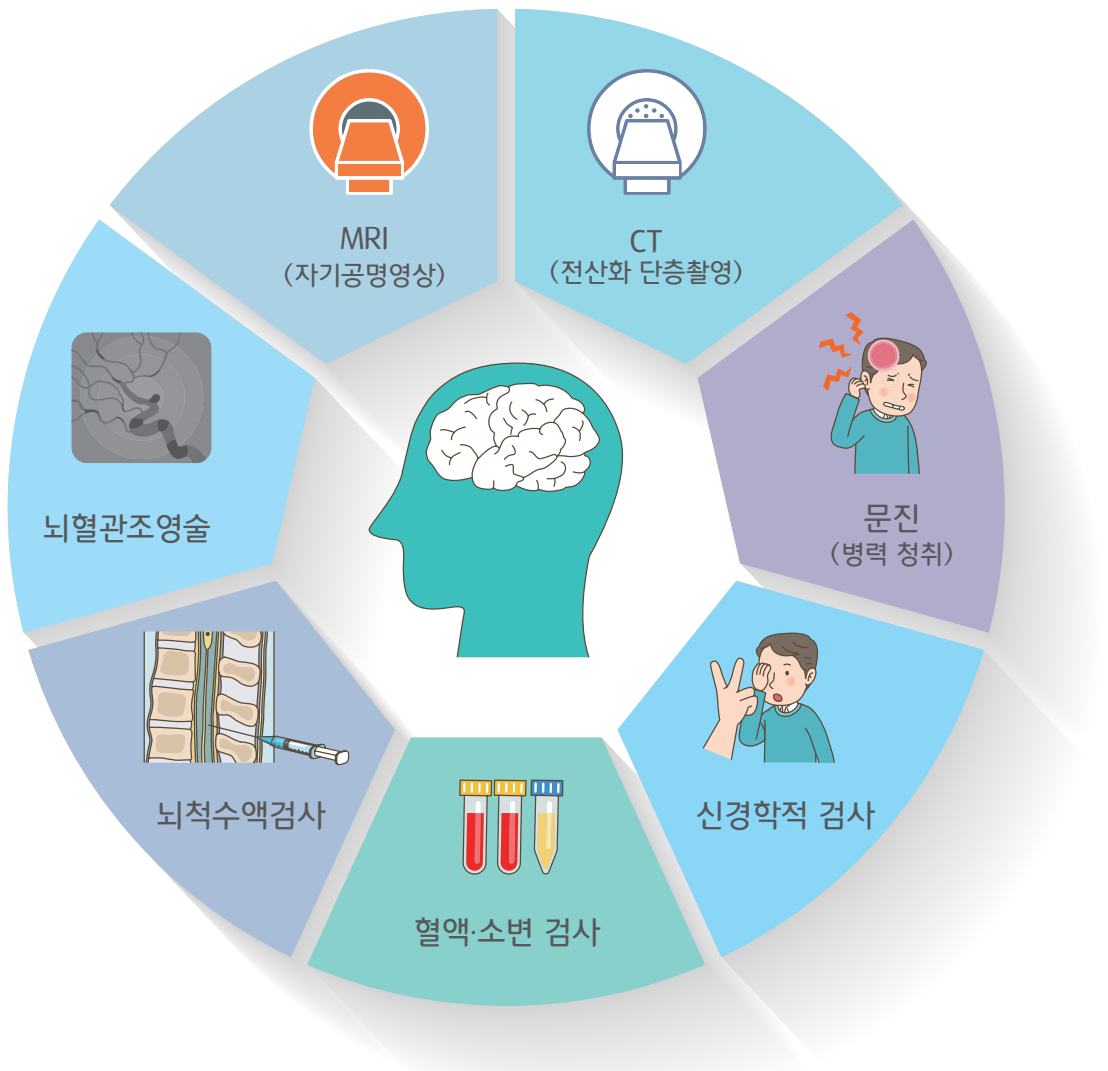 MRI
(자기공명영상)
CT
(전산화 단층촬영)
문진
(병력 청취)
뇌혈관조영술
뇌척수액검사
신경학적 검사
혈액·소변 검사